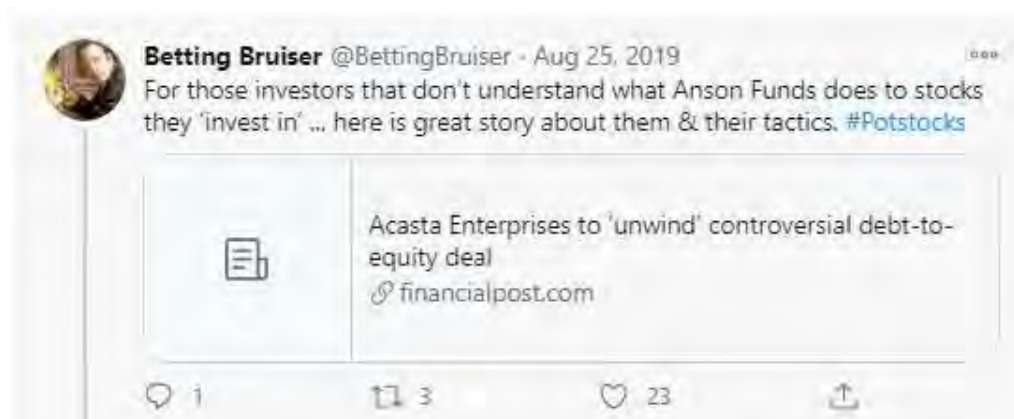 Betting Bruiser @BettingBruiser · Aug 25, 2019
For those investors that don't understand what Anson Funds does to stocks
they 'invest in' ... here is great story about them & their tactics. #Potstocks
Acasta Enterprises to 'unwind' controversial debt-to-
equity deal
financialpost.com
1 3 23